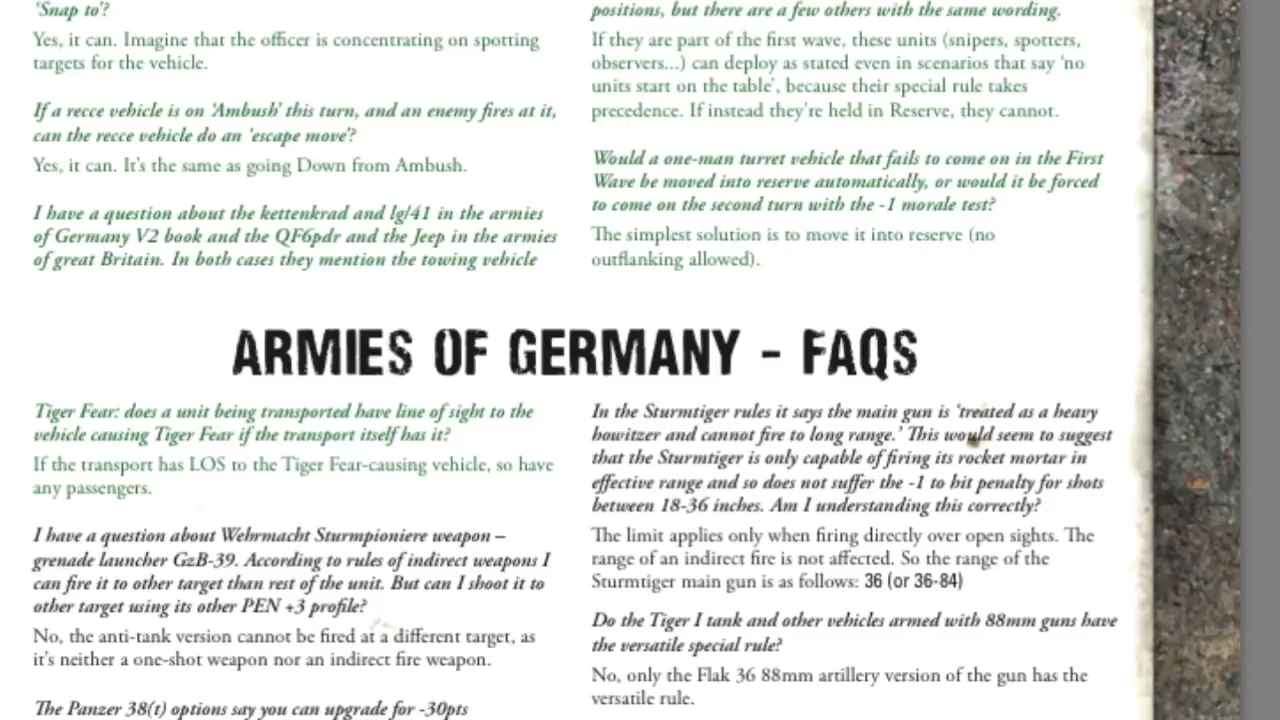 'Snap to'?
Yes, it can. Imagine that the officer is concentrating on spotting
targets for the vehicle.
If a recce vehicle is on 'Ambush' this turn, and an enemy fires at it,
can the recce vehicle do an 'escape move'?
Yes, it can. It's the same as going Down from Ambush.
I have a question about the kettenkrad and lg/41 in the armies
of Germany V2 book and the QF6pdr and the Jeep in the armies
of great Britain. In both cases they mention the towing vehicle
positions, but there are a few others with the same wording.
If they are part of the first wave, these units (snipers, spotters,
observers...) can deploy as stated even in scenarios that say 'no
units start on the table', because their special rule takes
precedence. If instead they're held in Reserve, they cannot.
Would a one-man turret vehicle that fails to come on in the First
Wave be moved into reserve automatically, or would it be forced
to come on the second turn with the -1 morale test?
The simplest solution is to move it into reserve (no
outflanking allowed).
ARMIES OF GERMANY - FAQS
Tiger Fear: does a unit being transported have line of sight to the
vehicle causing Tiger Fear if the transport itself has it?
If the transport has LOS to the Tiger Fear-causing vehicle, so have
any passengers.
I have a question about Wehrmacht Sturmpioniere weapon –
grenade launcher GzB-39. According to rules of indirect weapons I
can fire it to other target than rest of the unit. But can I shoot it to
other target using its other PEN +3 profile?
No, the anti-tank version cannot be fired at a different target, as
it's neither a one-shot weapon nor an indirect fire weapon.
The Panzer 38(t) options say you can upgrade for -30pts
In the Sturmtiger rules it says the main gun is 'treated as a heavy
howitzer and cannot fire to long range.' This would seem to suggest
that the Sturmtiger is only capable of firing its rocket mortar in
effective range and so does not suffer the -1 to hit penalty for shots
between 18-36 inches. Am I understanding this correctly?
The limit applies only when firing directly over open sights. The
range of an indirect fire is not affected. So the range of the
Sturmtiger main gun is as follows: 36 (or 36-84)
Do the Tiger I tank and other vehicles armed with 88mm guns have
the versatile special rule?
No, only the Flak 36 88mm artillery version of the gun has the
versatile rule.